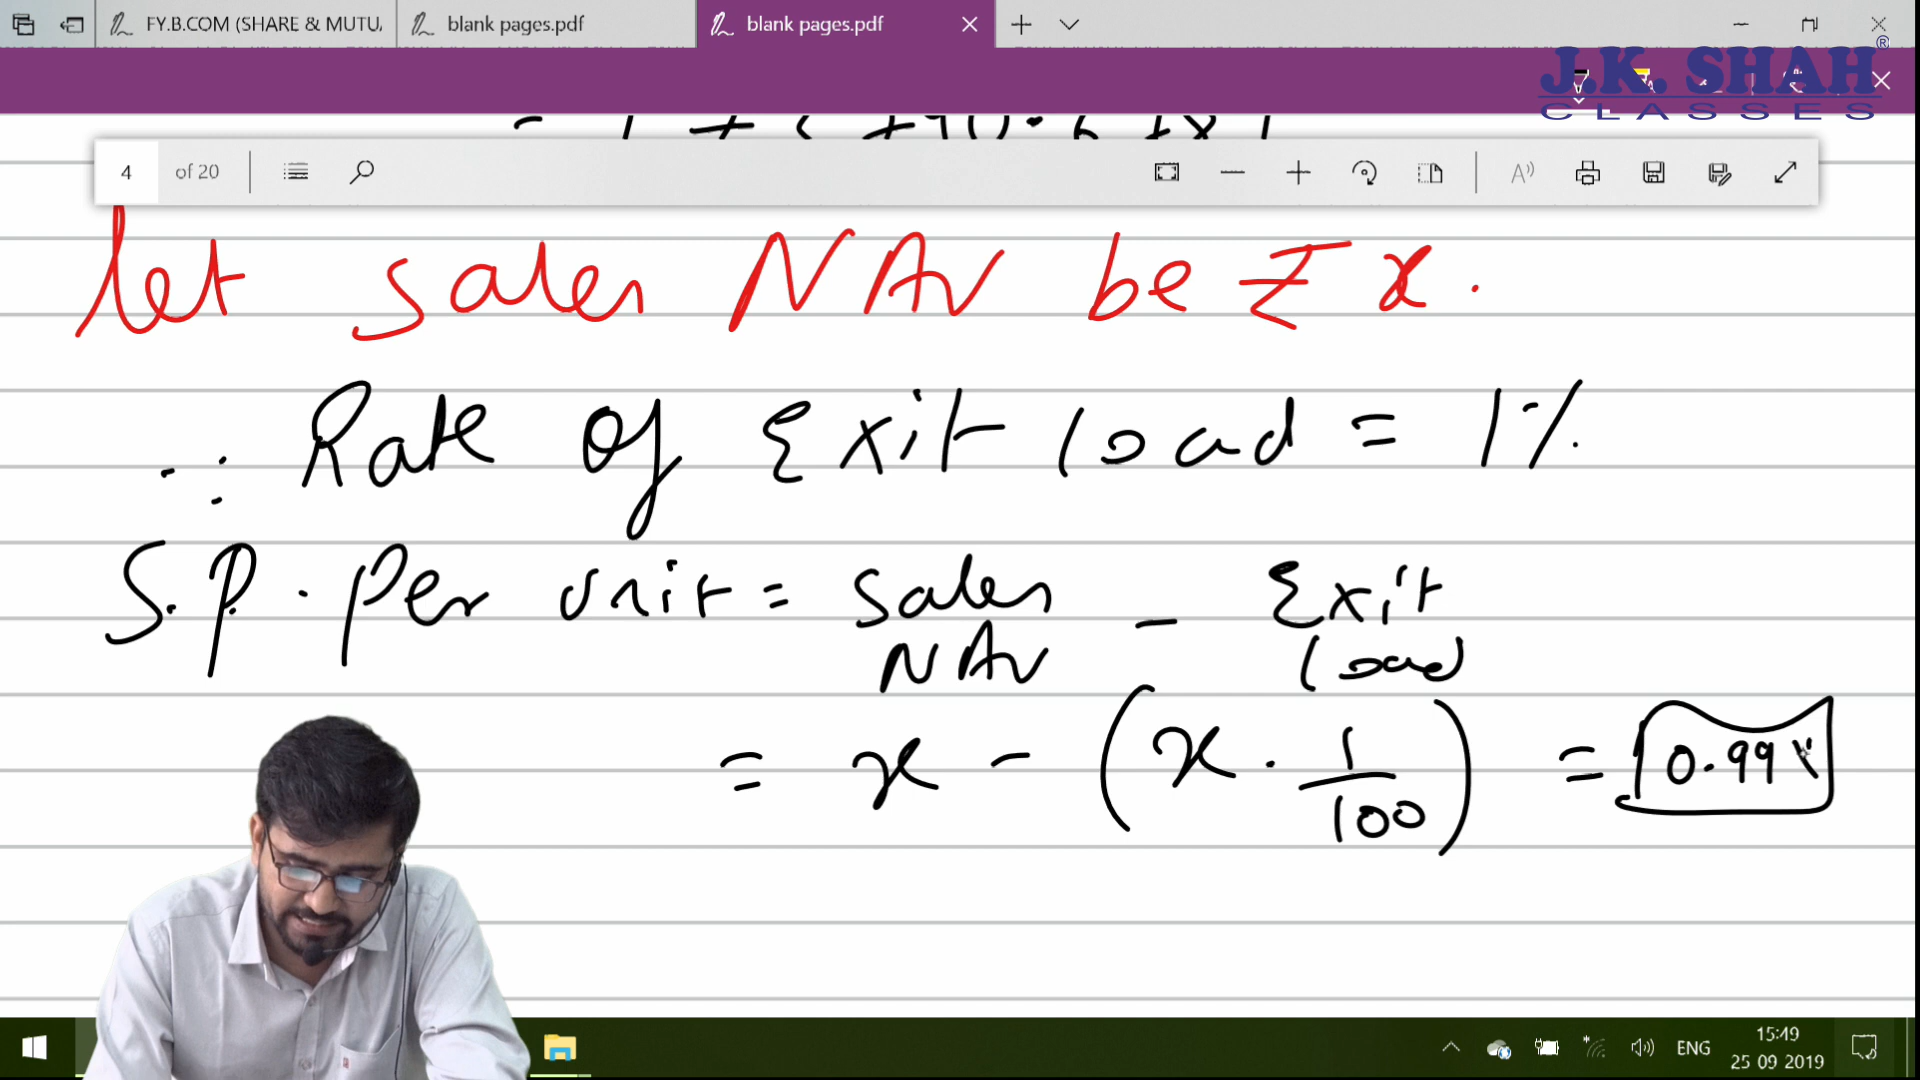 FY.B.COM (SHARE & MUTU
blank pages.pdf
blank pages.pdf
J.K. SHAH®
CLASSES
4 of 20
let sales NAV be ₹ x.
∴ Rate of Exit load = 1%.
S.P. per unit = sales NAV - Exit load
= x - (x . 1/100) = 0.99x
ENG
15:49
25 09 2019